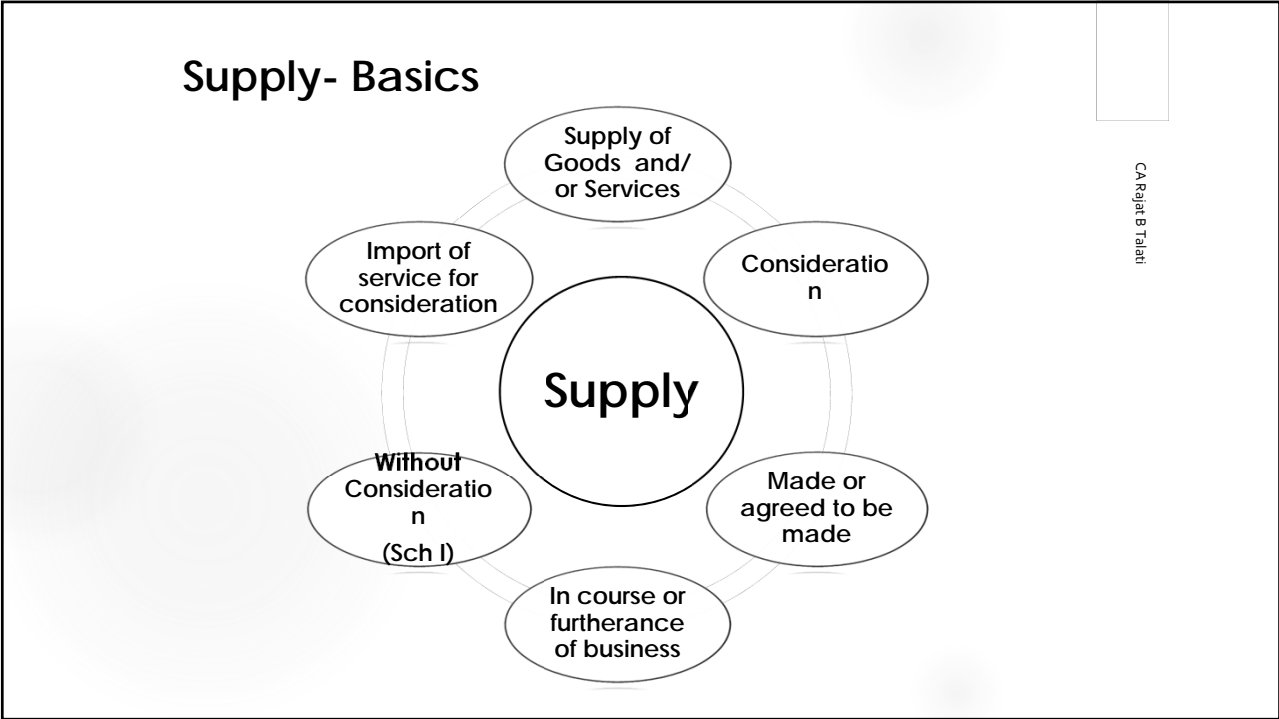 Supply- Basics
Supply of
Goods  and/
or Services
Consideratio
n
Made or
agreed to be
made
In course or
furtherance
of business
Without
Consideratio
n
(Sch I)
Import of
service for
consideration
Supply
CA Rajat B Talati